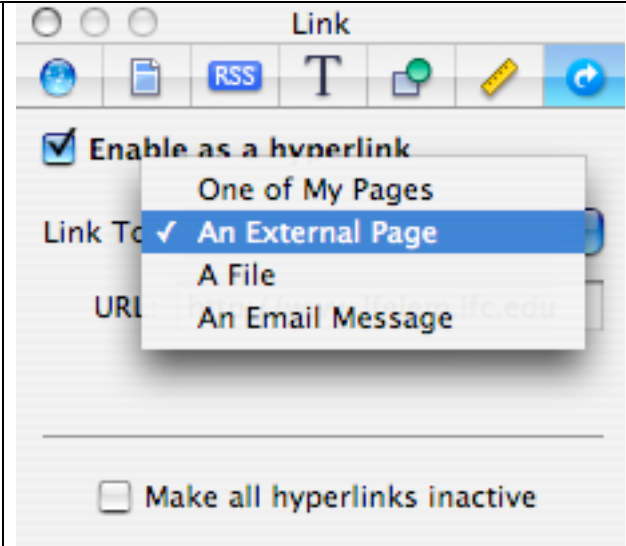 Link
RSS T
Enable as a hyperlink
One of My Pages
Link To ✓ An External Page
A File
URL:
An Email Message
Make all hyperlinks inactive